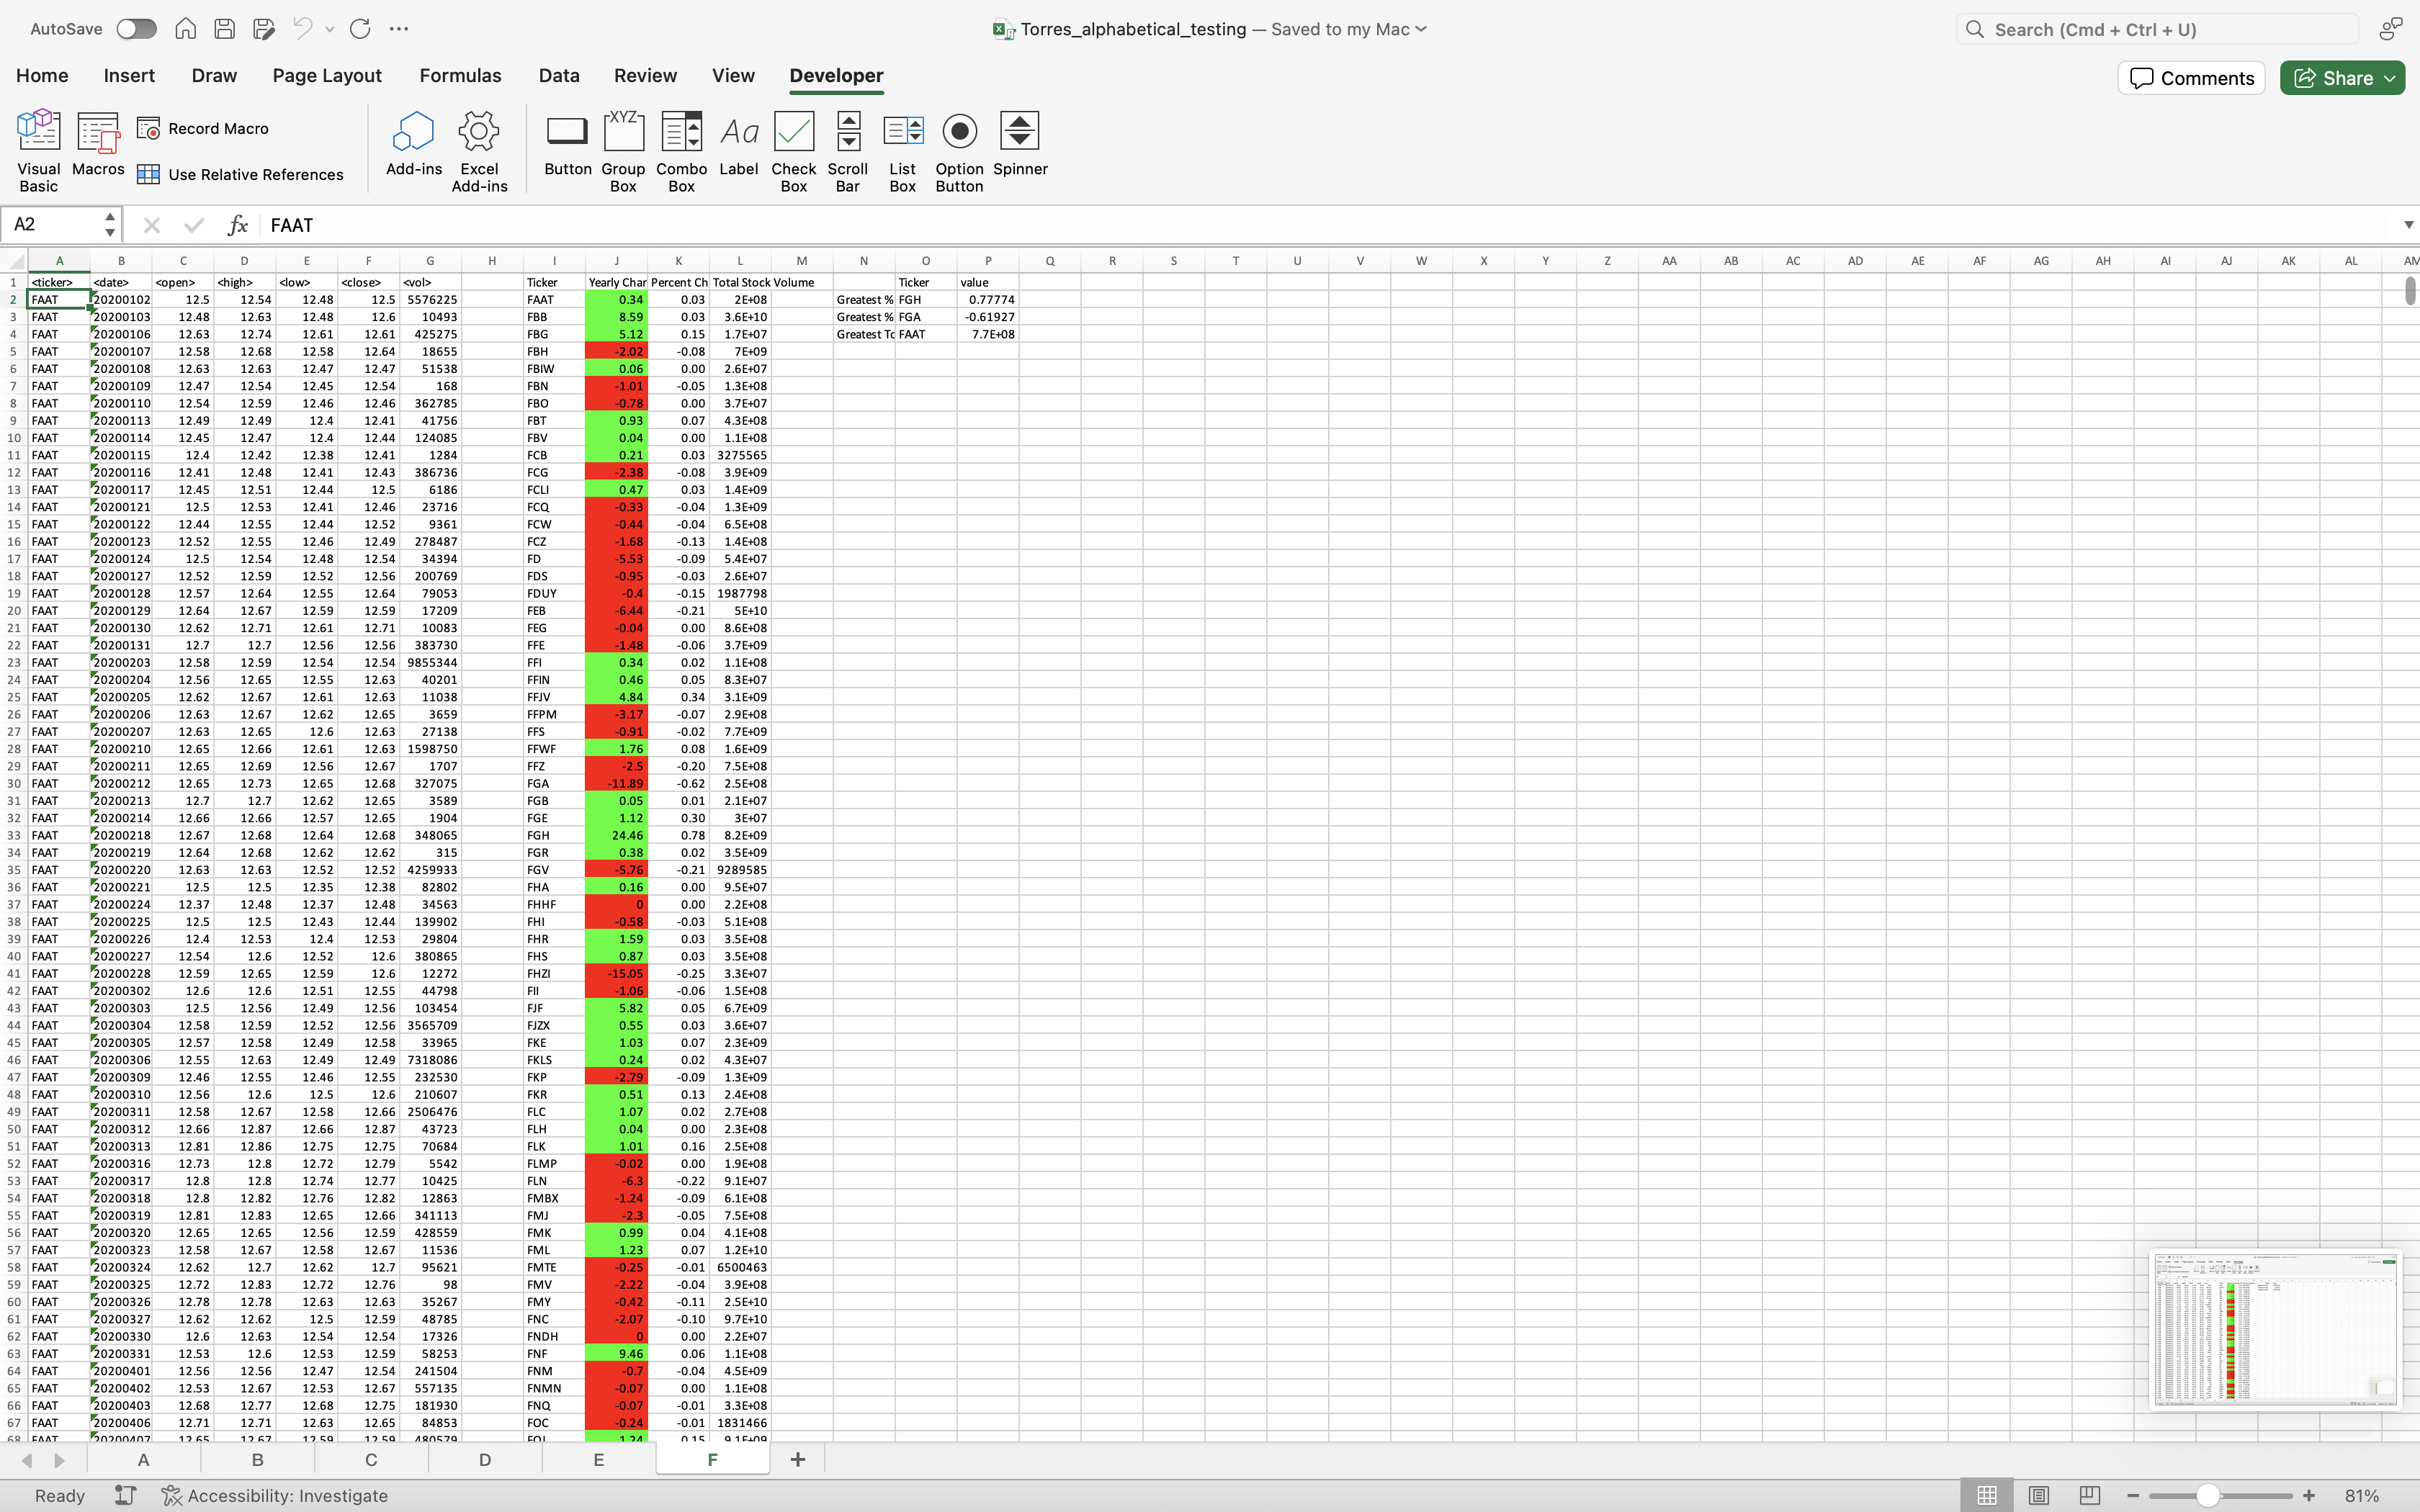 AutoSave
Torres_alphabetical_testing — Saved to my Mac
Search (Cmd + Ctrl + U)
Home Insert Draw Page Layout Formulas Data Review View Developer
Comments Share
Visual Basic Macros Record Macro Use Relative References Add-ins Excel Add-ins Button Group Box Combo Box Label Check Box Scroll Bar List Box Option Button Spinner
A2 fx FAAT
A B C D E F G H I J K L M N O P Q R S T U V W X Y Z AA AB AC AD AE AF AG AH AI AJ AK AL AM
1 <ticker> <date> <open> <high> <low> <close> <vol> Ticker Yearly Char Percent Ch Total Stock Volume Ticker value
2 FAAT 20200102 12.5 12.54 12.48 12.5 5576225 FAAT 0.34 0.03 2E+08 Greatest % FGH 0.77774
3 FAAT 20200103 12.48 12.63 12.48 12.6 10493 FBB 8.59 0.03 3.6E+10 Greatest % FGA -0.61927
4 FAAT 20200106 12.63 12.74 12.61 12.61 425275 FBG 5.12 0.15 1.7E+07 Greatest Tc FAAT 7.7E+08
5 FAAT 20200107 12.58 12.68 12.58 12.64 18655 FBH -2.02 -0.08 7E+09
6 FAAT 20200108 12.63 12.63 12.47 12.47 51538 FBIW 0.06 0.00 2.6E+07
7 FAAT 20200109 12.47 12.54 12.45 12.54 168 FBN -1.01 -0.05 1.3E+08
8 FAAT 20200110 12.54 12.59 12.46 12.46 362785 FBO -0.78 0.00 3.7E+07
9 FAAT 20200113 12.49 12.49 12.4 12.41 41756 FBT 0.93 0.07 4.3E+08
10 FAAT 20200114 12.45 12.47 12.4 12.44 124085 FBV 0.04 0.00 1.1E+08
11 FAAT 20200115 12.4 12.42 12.38 12.41 1284 FCB 0.21 0.03 3275565
12 FAAT 20200116 12.41 12.48 12.41 12.43 386736 FCG -2.38 -0.08 3.9E+09
13 FAAT 20200117 12.45 12.51 12.44 12.5 6186 FCLI 0.47 0.03 1.4E+09
14 FAAT 20200121 12.5 12.53 12.41 12.46 23716 FCQ -0.33 -0.04 1.3E+09
15 FAAT 20200122 12.44 12.55 12.44 12.52 9361 FCW -0.44 -0.04 6.5E+08
16 FAAT 20200123 12.52 12.55 12.46 12.49 278487 FCZ -1.68 -0.13 1.4E+08
17 FAAT 20200124 12.5 12.54 12.48 12.54 34394 FD -5.53 -0.09 5.4E+07
18 FAAT 20200127 12.52 12.59 12.52 12.56 200769 FDS -0.95 -0.03 2.6E+07
19 FAAT 20200128 12.57 12.64 12.55 12.64 79053 FDUY -0.4 -0.15 1987798
20 FAAT 20200129 12.64 12.67 12.59 12.59 17209 FEB -6.44 -0.21 5E+10
21 FAAT 20200130 12.62 12.71 12.61 12.71 10083 FEG -0.04 0.00 8.6E+08
22 FAAT 20200131 12.7 12.7 12.56 12.56 383730 FFE -1.48 -0.06 3.7E+09
23 FAAT 20200203 12.58 12.59 12.54 12.54 9855344 FFI 0.34 0.02 1.1E+08
24 FAAT 20200204 12.56 12.65 12.55 12.63 40201 FFIN 0.46 0.05 8.3E+07
25 FAAT 20200205 12.62 12.67 12.61 12.63 11038 FFJV 4.84 0.34 3.1E+09
26 FAAT 20200206 12.63 12.67 12.62 12.65 3659 FFPM -3.17 -0.07 2.9E+08
27 FAAT 20200207 12.63 12.65 12.6 12.63 27138 FFS -0.91 -0.02 7.7E+09
28 FAAT 20200210 12.65 12.66 12.61 12.63 1598750 FFWF 1.76 0.08 1.6E+09
29 FAAT 20200211 12.65 12.69 12.56 12.67 1707 FFZ -2.5 -0.20 7.5E+08
30 FAAT 20200212 12.65 12.73 12.65 12.68 327075 FGA -11.89 -0.62 2.5E+08
31 FAAT 20200213 12.7 12.7 12.62 12.65 3589 FGB 0.05 0.01 2.1E+07
32 FAAT 20200214 12.66 12.66 12.57 12.65 1904 FGE 1.12 0.30 3E+07
33 FAAT 20200218 12.67 12.68 12.64 12.68 348065 FGH 24.46 0.78 8.2E+09
34 FAAT 20200219 12.64 12.68 12.62 12.62 315 FGR 0.38 0.02 3.5E+09
35 FAAT 20200220 12.63 12.63 12.52 12.52 4259933 FGV -5.76 -0.21 9289585
36 FAAT 20200221 12.5 12.5 12.35 12.38 82802 FHA 0.16 0.00 9.5E+07
37 FAAT 20200224 12.37 12.48 12.37 12.48 34563 FHHF 0 0.00 2.2E+08
38 FAAT 20200225 12.5 12.5 12.43 12.44 139902 FHI -0.58 -0.03 5.1E+08
39 FAAT 20200226 12.4 12.53 12.4 12.53 29804 FHR 1.59 0.03 3.5E+08
40 FAAT 20200227 12.54 12.6 12.52 12.6 380865 FHS 0.87 0.03 3.5E+08
41 FAAT 20200228 12.59 12.65 12.59 12.6 12272 FHZI -15.05 -0.25 3.3E+07
42 FAAT 20200302 12.6 12.6 12.51 12.55 44798 FII -1.06 -0.06 1.5E+08
43 FAAT 20200303 12.5 12.56 12.49 12.56 103454 FJF 5.82 0.05 6.7E+09
44 FAAT 20200304 12.58 12.59 12.52 12.56 3565709 FJZX 0.55 0.03 3.6E+07
45 FAAT 20200305 12.57 12.58 12.49 12.58 33965 FKE 1.03 0.07 2.3E+09
46 FAAT 20200306 12.55 12.63 12.49 12.49 7318086 FKLS 0.24 0.02 4.3E+07
47 FAAT 20200309 12.46 12.55 12.46 12.55 232530 FKP -2.79 -0.09 1.3E+09
48 FAAT 20200310 12.56 12.6 12.5 12.6 210607 FKR 0.51 0.13 2.4E+08
49 FAAT 20200311 12.58 12.67 12.58 12.66 2506476 FLC 1.07 0.02 2.7E+08
50 FAAT 20200312 12.66 12.87 12.66 12.87 43723 FLH 0.04 0.00 2.3E+08
51 FAAT 20200313 12.81 12.86 12.75 12.75 70684 FLK 1.01 0.16 2.5E+08
52 FAAT 20200316 12.73 12.8 12.72 12.79 5542 FLMP -0.02 0.00 1.9E+08
53 FAAT 20200317 12.8 12.8 12.74 12.77 10425 FLN -6.3 -0.22 9.1E+07
54 FAAT 20200318 12.8 12.82 12.76 12.82 12863 FMBX -1.24 -0.09 6.1E+08
55 FAAT 20200319 12.81 12.83 12.65 12.66 341113 FMJ -2.3 -0.05 7.5E+08
56 FAAT 20200320 12.65 12.65 12.56 12.59 428559 FMK 0.99 0.04 4.1E+08
57 FAAT 20200323 12.58 12.67 12.58 12.67 11536 FML 1.23 0.07 1.2E+10
58 FAAT 20200324 12.62 12.7 12.62 12.7 95621 FMTE -0.25 -0.01 6500463
59 FAAT 20200325 12.72 12.83 12.72 12.76 98 FMV -2.22 -0.04 3.9E+08
60 FAAT 20200326 12.78 12.78 12.63 12.63 35267 FMY -0.42 -0.11 2.5E+10
61 FAAT 20200327 12.62 12.62 12.5 12.59 48785 FNC -2.07 -0.10 9.7E+10
62 FAAT 20200330 12.6 12.63 12.54 12.54 17326 FNDH 0 0.00 2.2E+07
63 FAAT 20200331 12.53 12.6 12.53 12.59 58253 FNF 9.46 0.06 1.1E+08
64 FAAT 20200401 12.56 12.56 12.47 12.54 241504 FNM -0.7 -0.04 4.5E+09
65 FAAT 20200402 12.53 12.67 12.53 12.67 557135 FNMN -0.07 0.00 1.1E+08
66 FAAT 20200403 12.68 12.77 12.68 12.75 181930 FNQ -0.07 -0.01 3.3E+08
67 FAAT 20200406 12.71 12.71 12.63 12.65 84853 FOC -0.24 -0.01 1831466
68 FAAT 20200407 12.65 12.67 12.59 12.59 480579 1.24 0.15 9.1E+09
A B C D E F
Ready Accessibility: Investigate 81%